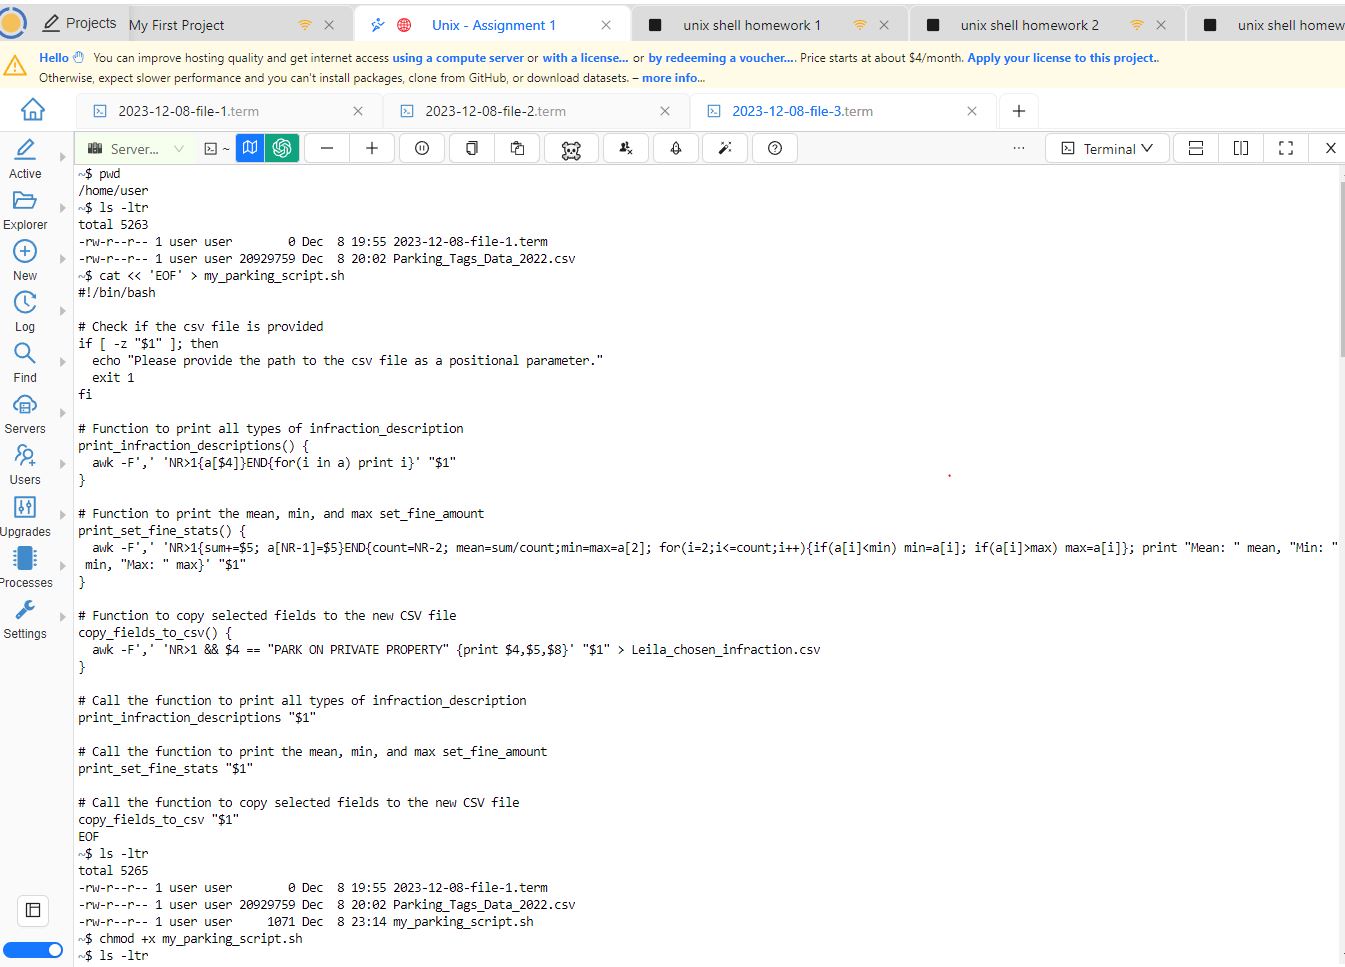 Projects My First Project Unix - Assignment 1 unix shell homework 1 unix shell homework 2 unix shell homew
Hello You can improve hosting quality and get internet access using a compute server or with a license... or by redeeming a voucher.... Price starts at about $4/month. Apply your license to this project..
Otherwise, expect slower performance and you can't install packages, clone from GitHub, or download datasets. – more info...
2023-12-08-file-1.term 2023-12-08-file-2.term 2023-12-08-file-3.term
Server... ~ ... Terminal
Active
Explorer
New
Log
Find
Servers
Users
Upgrades
Processes
Settings
~$ pwd
/home/user
~$ ls -ltr
total 5263
-rw-r--r-- 1 user user        0 Dec  8 19:55 2023-12-08-file-1.term
-rw-r--r-- 1 user user 20929759 Dec  8 20:02 Parking_Tags_Data_2022.csv
~$ cat << 'EOF' > my_parking_script.sh
#!/bin/bash

# Check if the csv file is provided
if [ -z "$1" ]; then
  echo "Please provide the path to the csv file as a positional parameter."
  exit 1
fi

# Function to print all types of infraction_description
print_infraction_descriptions() {
  awk -F',' 'NR>1{a[$4]}END{for(i in a) print i}' "$1"
}

# Function to print the mean, min, and max set_fine_amount
print_set_fine_stats() {
  awk -F',' 'NR>1{sum+=$5; a[NR-1]=$5}END{count=NR-2; mean=sum/count;min=max=a[2]; for(i=2;i<=count;i++){if(a[i]<min) min=a[i]; if(a[i]>max) max=a[i]}; print "Mean: " mean, "Min: "
 min, "Max: " max}' "$1"
}

# Function to copy selected fields to the new CSV file
copy_fields_to_csv() {
  awk -F',' 'NR>1 && $4 == "PARK ON PRIVATE PROPERTY" {print $4,$5,$8}' "$1" > Leila_chosen_infraction.csv
}

# Call the function to print all types of infraction_description
print_infraction_descriptions "$1"

# Call the function to print the mean, min, and max set_fine_amount
print_set_fine_stats "$1"

# Call the function to copy selected fields to the new CSV file
copy_fields_to_csv "$1"
EOF
~$ ls -ltr
total 5265
-rw-r--r-- 1 user user        0 Dec  8 19:55 2023-12-08-file-1.term
-rw-r--r-- 1 user user 20929759 Dec  8 20:02 Parking_Tags_Data_2022.csv
-rw-r--r-- 1 user user     1071 Dec  8 23:14 my_parking_script.sh
~$ chmod +x my_parking_script.sh
~$ ls -ltr